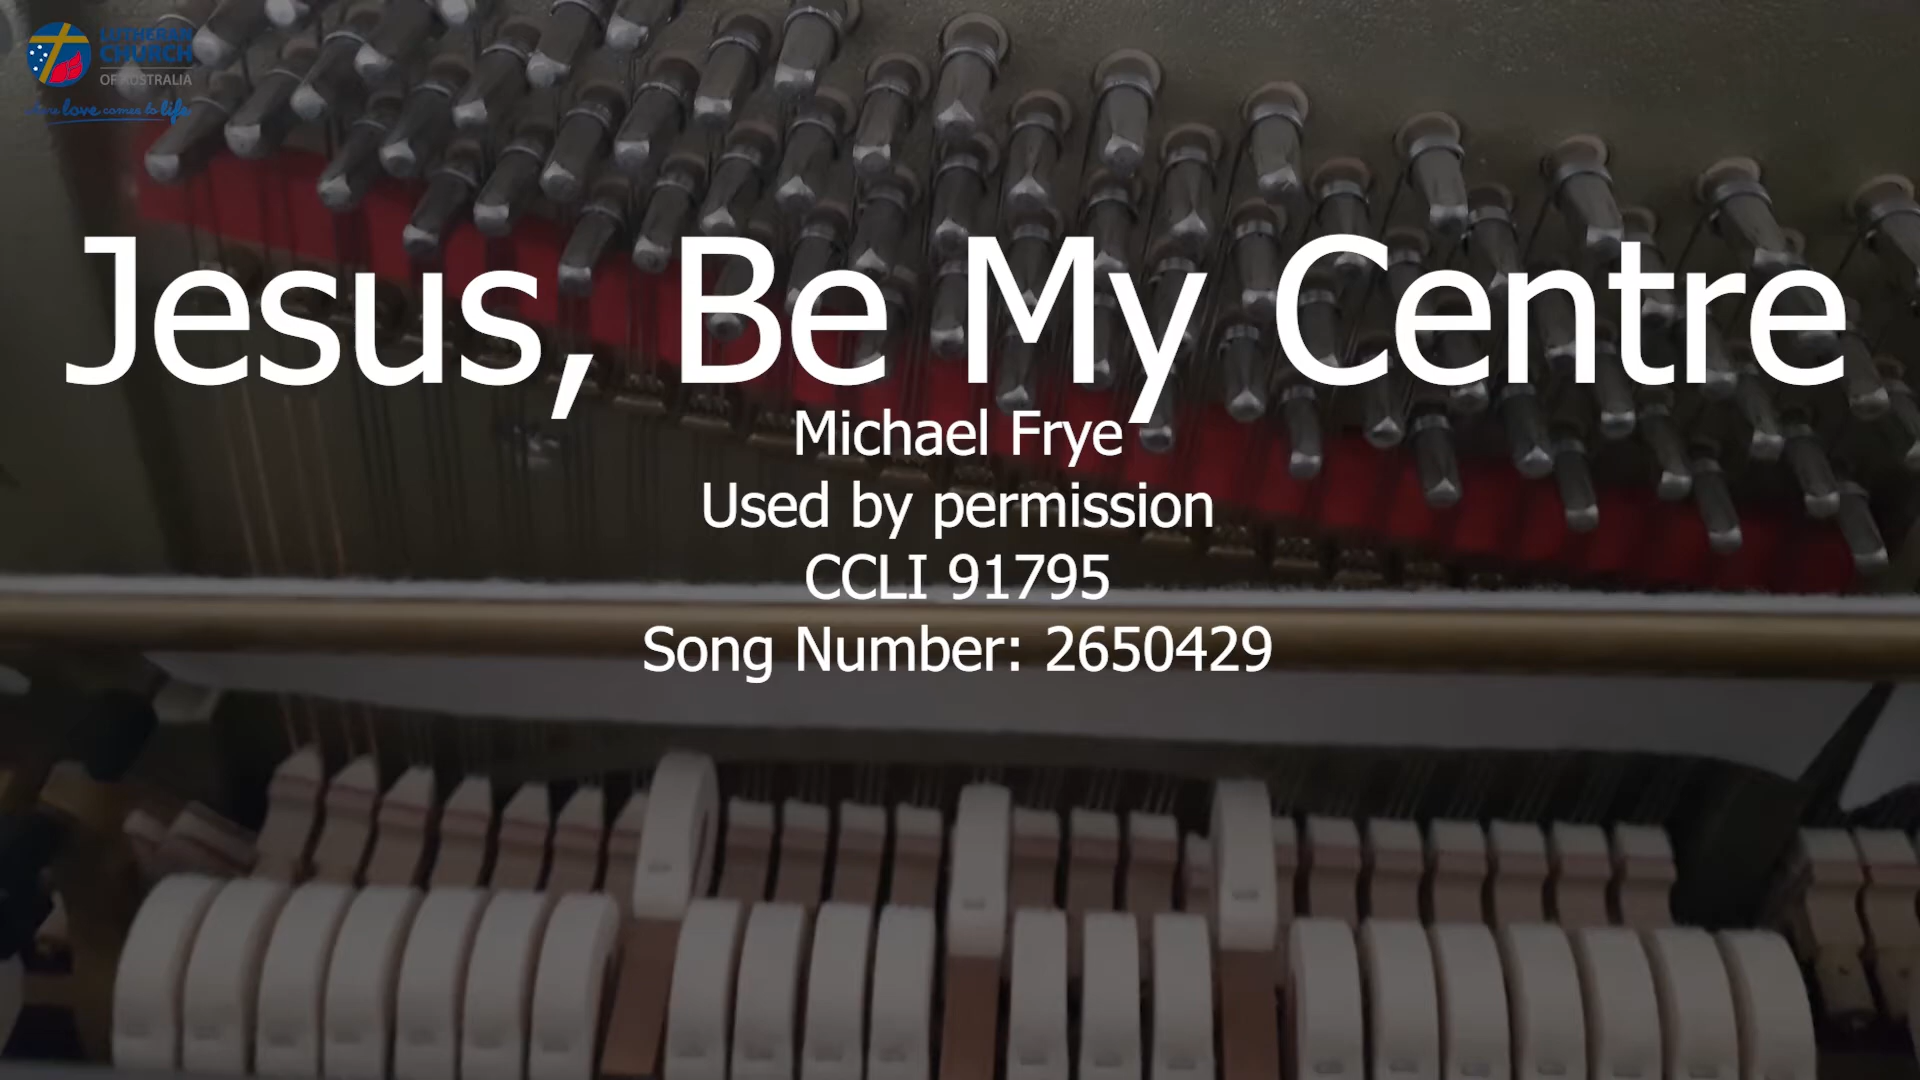 LUTHERAN
CHURCH
OF AUSTRALIA
where love comes to life
Jesus, Be My Centre
Michael Frye
Used by permission
CCLI 91795
Song Number: 2650429